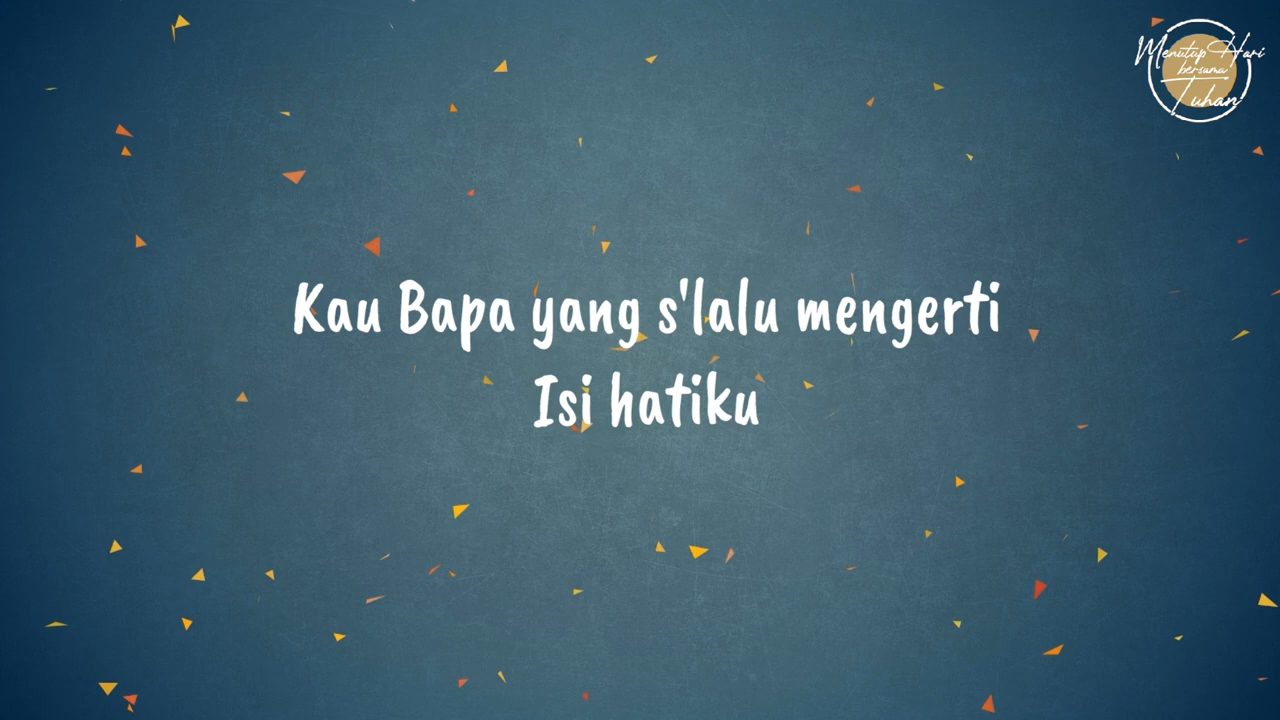 Menutup Hari
bersama
Tuhan
Kau Bapa yang s'lalu mengerti
Isi hatiku